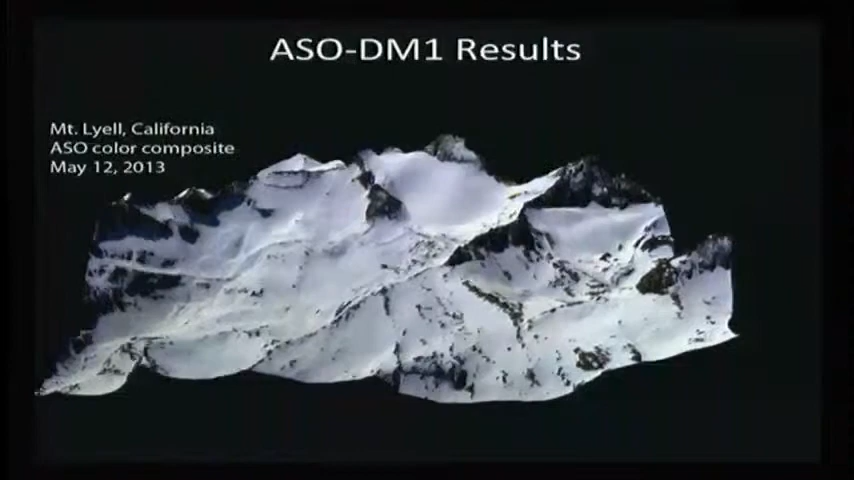 ASO-DM1 Results
Mt. Lyell, California
ASO color composite
May 12, 2013